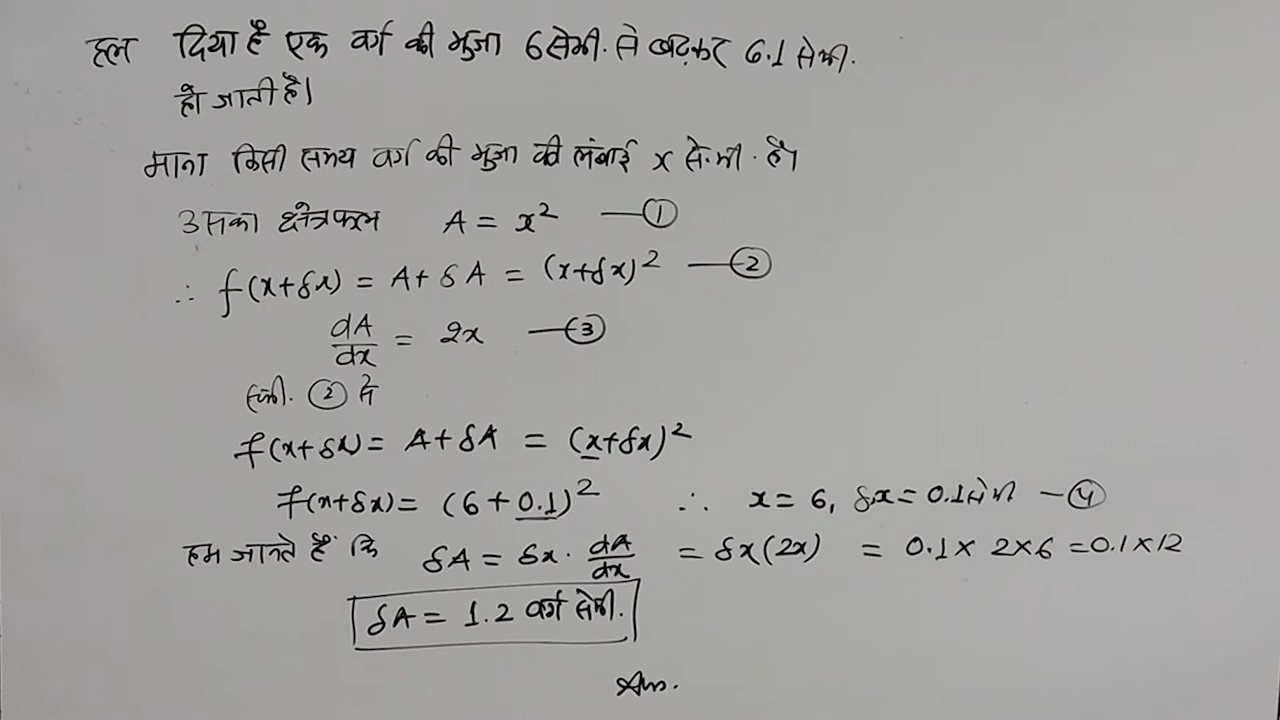 हल दिया है एक वर्ग की भुजा 6 सेमी. से बढ़कर 6.1 सेमी.
हो जाती है।
माना किसी समय वर्ग की भुजा की लंबाई x से.मी. है।
उसका क्षेत्रफल A = x² —①
∴ f(x+δx) = A+δA = (x+δx)² —②
dA/dx = 2x —③
समी. ② से
f(x+δx) = A+δA = (x+δx)²
f(x+δx) = (6+0.1)² ∴ x = 6, δx = 0.1 सेमी —④
हम जानते हैं कि δA = δx · dA/dx = δx(2x) = 0.1 × 2×6 = 0.1×12
δA = 1.2 वर्ग सेमी.
Ans.